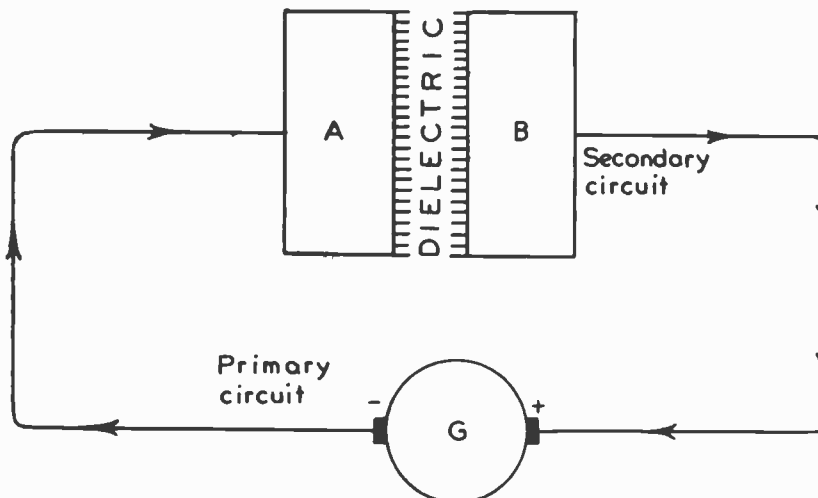 A
DIELECTRIC
B
Secondary
circuit
Primary
circuit
-
G
+